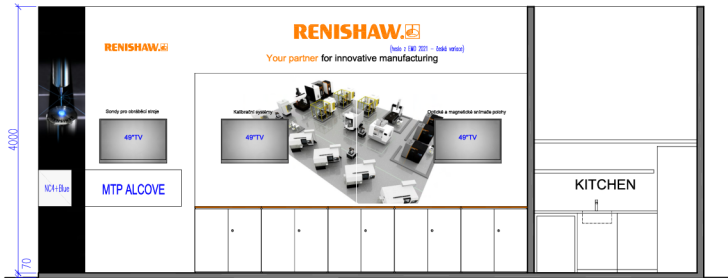 RENISHAW.
RENISHAW.
(heslo z EMO 2021 - česká variace)
Your partner for innovative manufacturing
Sondy pro obráběcí stroje
Kalibrační systémy
Optické a magnetické snímače polohy
49"TV
49"TV
49"TV
4000
NC4+Blue
MTP ALCOVE
KITCHEN
70